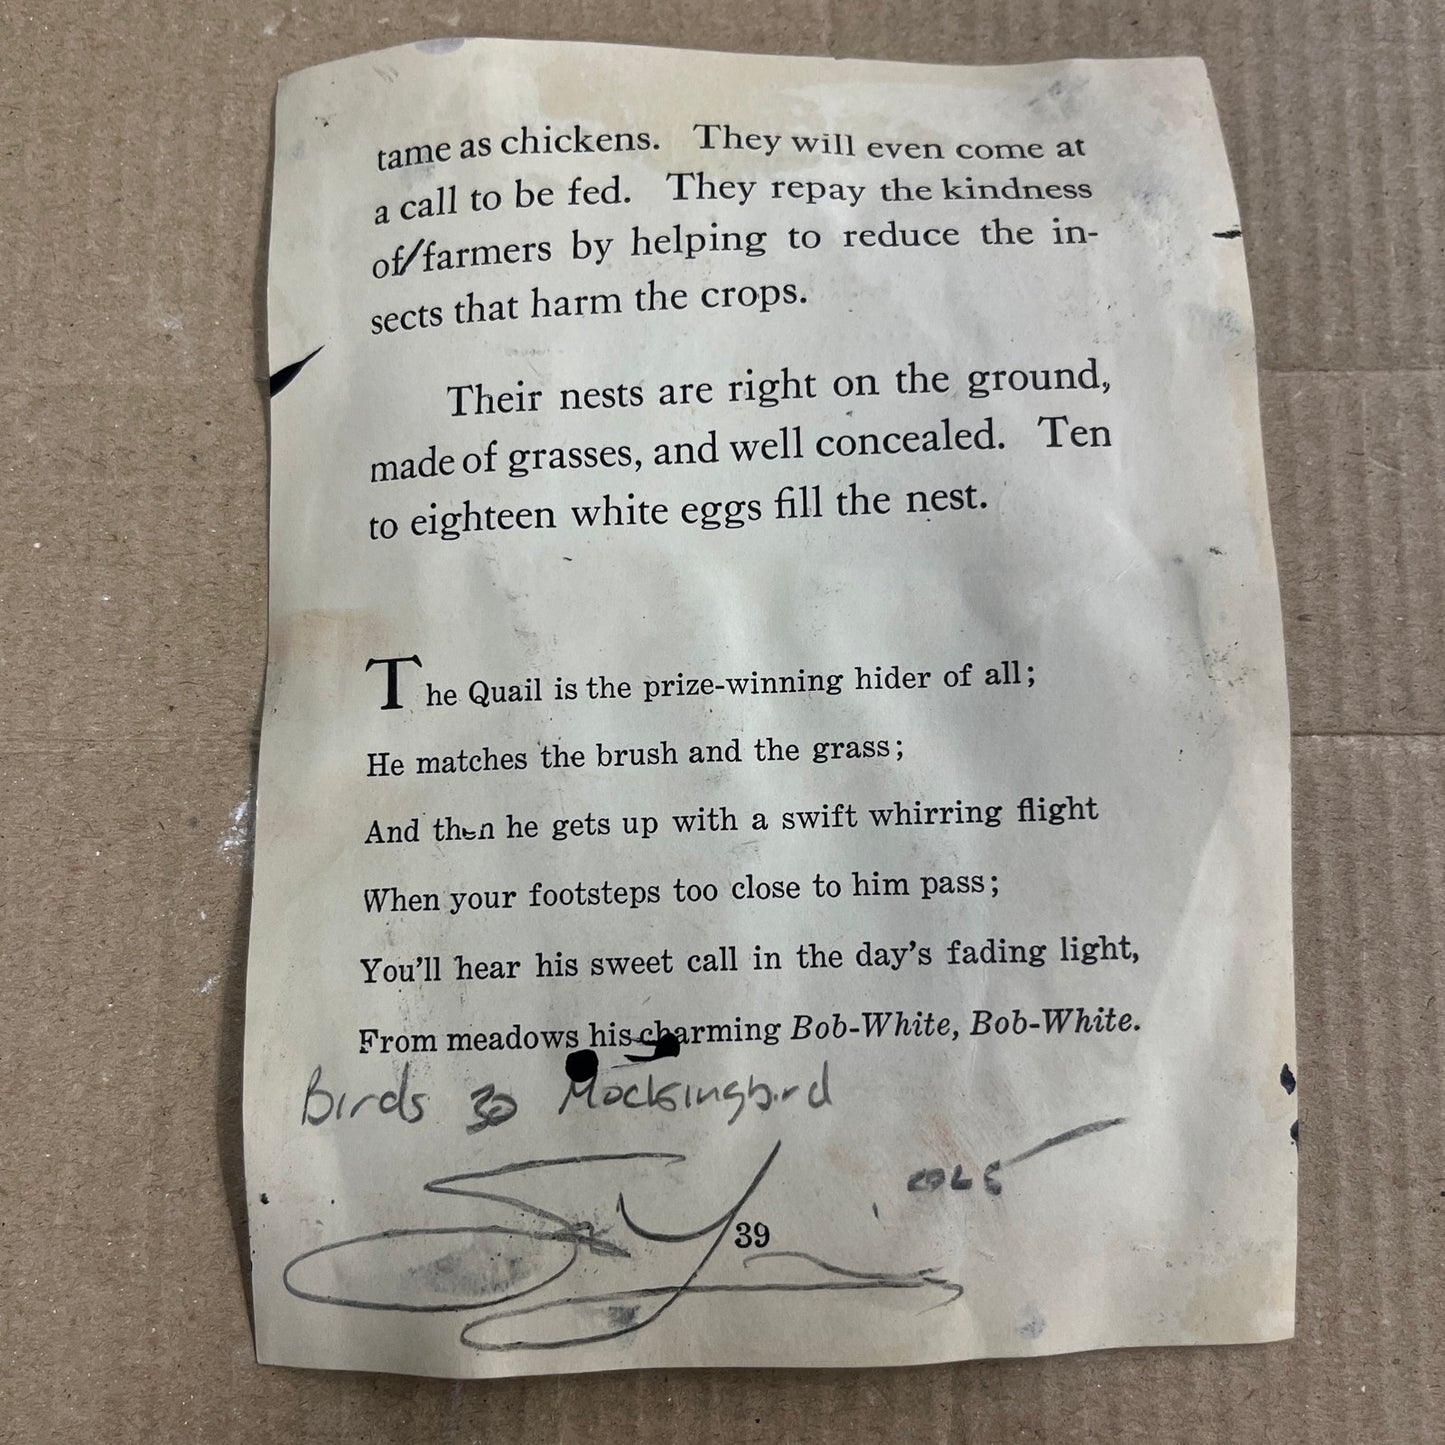 tame as chickens. They will even come at
a call to be fed. They repay the kindness
of/farmers by helping to reduce the in-
sects that harm the crops.
Their nests are right on the ground,
made of grasses, and well concealed. Ten
to eighteen white eggs fill the nest.
The Quail is the prize-winning hider of all;
He matches the brush and the grass;
And then he gets up with a swift whirring flight
When your footsteps too close to him pass;
You'll hear his sweet call in the day's fading light,
From meadows his charming Bob-White, Bob-White.
Birds 30 Mockingbird
39